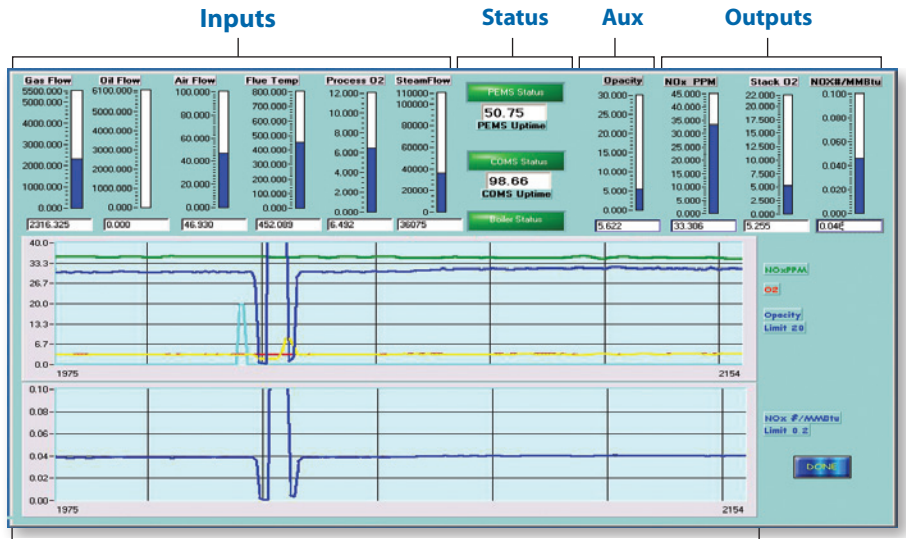 Inputs Status Aux Outputs
Gas Flow Oil Flow Air Flow Flue Temp Process O2 SteamFlow PEMS Status Opacity NOx PPM Stack O2 NOX#/MMBtu
5500.000 6100.000 100.000 800.000 12.000 110000 30.000 45.000 22.000 0.100
5000.000 5000.000 80.000 700.000 10.000 100000 50.75 25.000 40.000 20.000 0.080
4000.000 4000.000 60.000 600.000 8.000 80000 PEMS Uptime 20.000 35.000 17.500 0.060
3000.000 3000.000 40.000 500.000 6.000 60000 COMS Status 15.000 30.000 15.000 0.040
2000.000 2000.000 20.000 400.000 4.000 40000 98.66 10.000 25.000 12.500 0.020
1000.000 1000.000 0.000 300.000 2.000 20000 COMS Uptime 5.000 20.000 10.000 0.000
0.000 0.000 200.000 0.000 0 0.000 15.000 7.500
100.000 10.000 5.000
0.000 5.000 2.500
0.000 0.000
Boiler Status
2316.325 0.000 46.930 452.089 6.492 36075 5.622 33.306 5.255 0.046
40.0
33.3
26.7
20.0
13.3
6.7
0.0
1975 2154
NOxPPM
O2
Opacity
Limit 20
0.10
0.08
0.06
0.04
0.02
0.00
1975 2154
NOx #/MMBtu
Limit 0 2
DONE